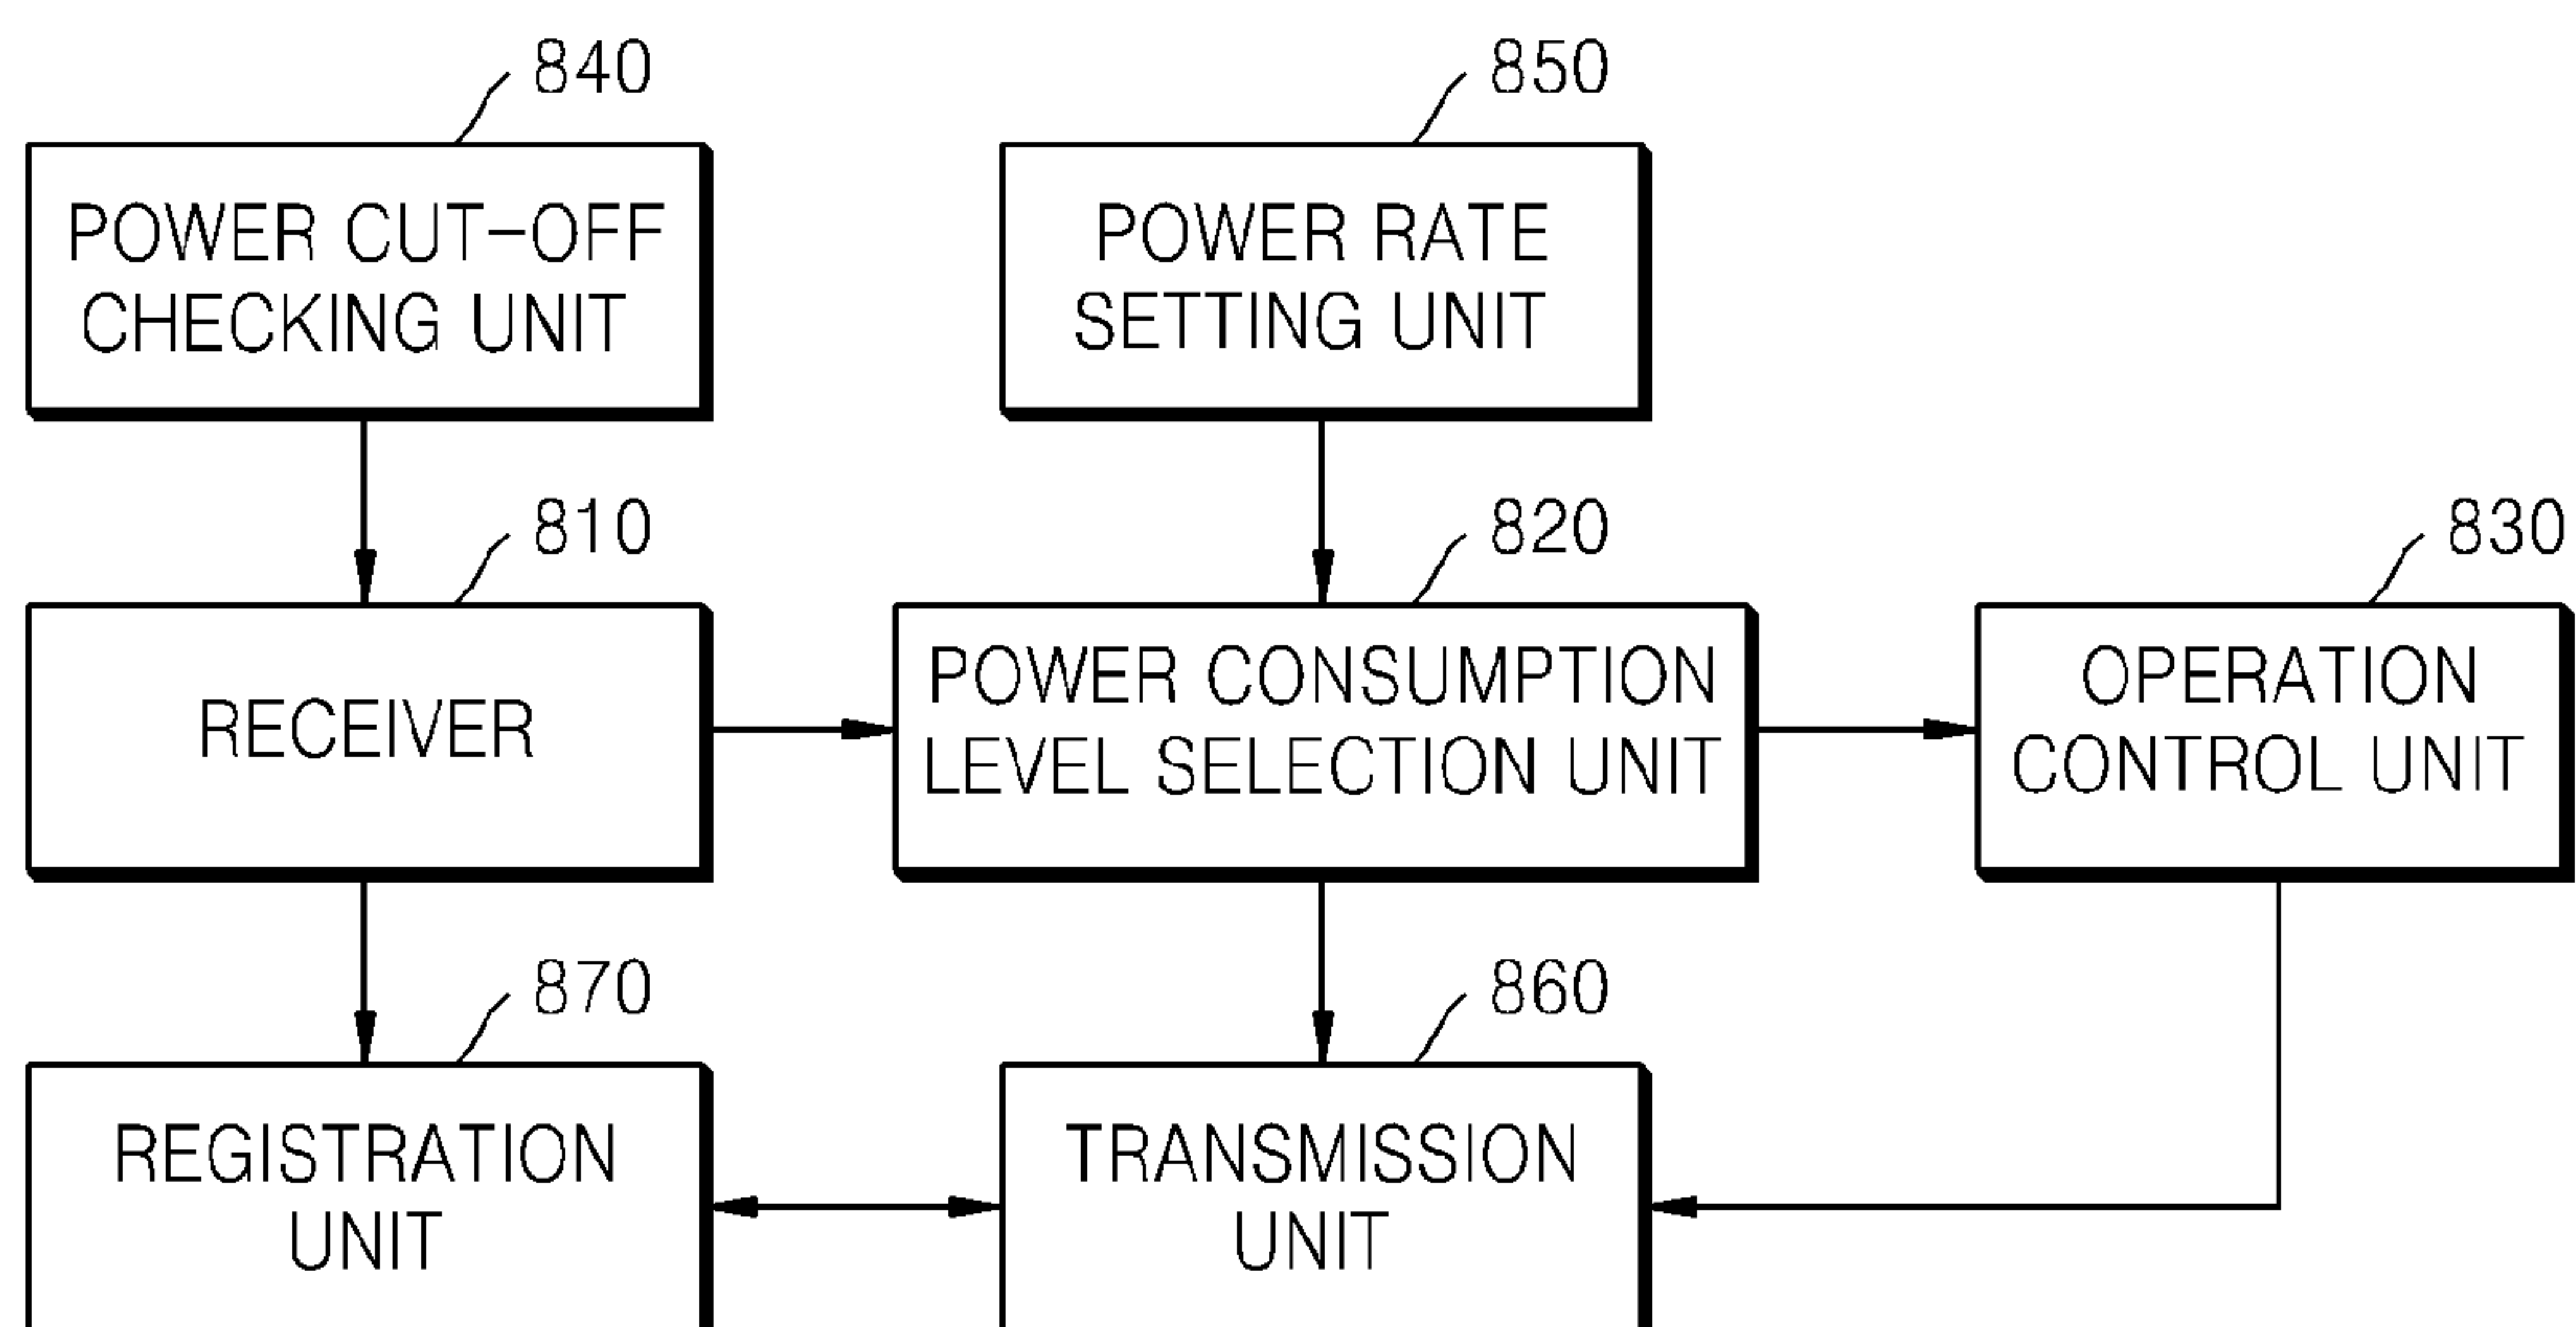 840
850
POWER CUT-OFF
CHECKING UNIT
POWER RATE
SETTING UNIT
810
820
830
RECEIVER
POWER CONSUMPTION
LEVEL SELECTION UNIT
OPERATION
CONTROL UNIT
870
860
REGISTRATION
UNIT
TRANSMISSION
UNIT